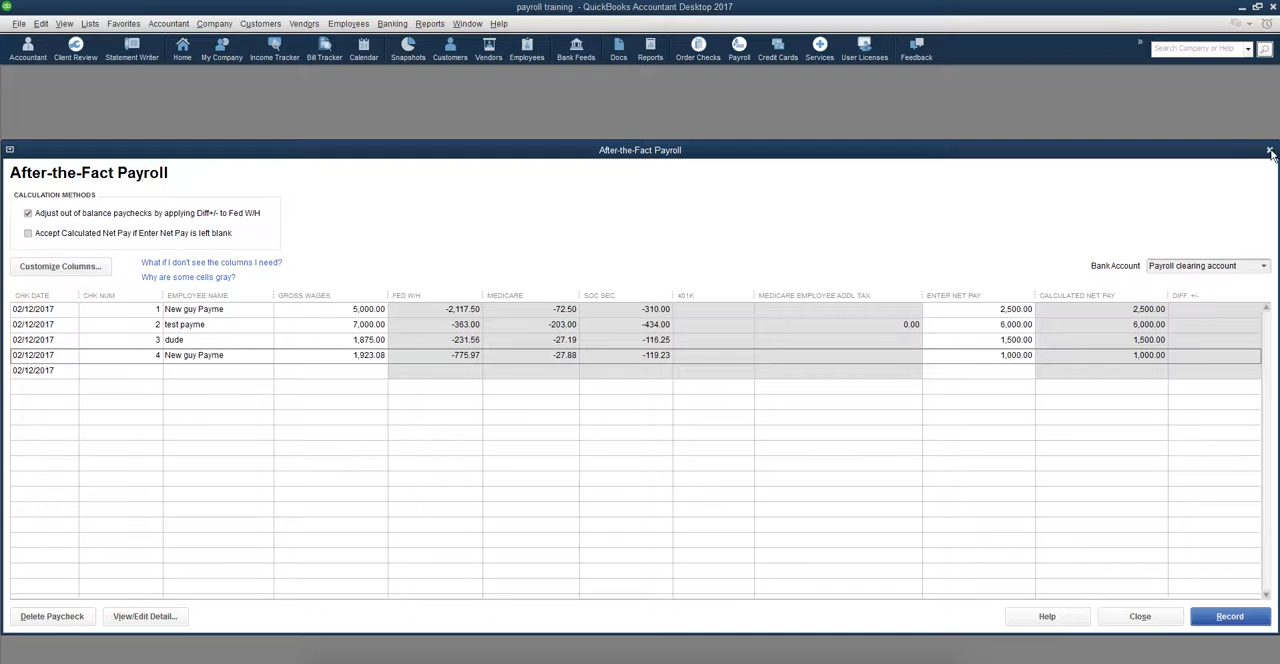 payroll training - QuickBooks Accountant Desktop 2017
File Edit View Lists Favorites Accountant Company Customers Vendors Employees Banking Reports Window Help
Accountant Client Review Statement Writer Home My Company Income Tracker Bill Tracker Calendar Snapshots Customers Vendors Employees Bank Feeds Docs Reports Order Checks Payroll Credit Cards Services User Licenses Feedback » Search Company or Help
After-the-Fact Payroll
After-the-Fact Payroll
CALCULATION METHODS
Adjust out of balance paychecks by applying Diff+/- to Fed W/H
Accept Calculated Net Pay if Enter Net Pay is left blank
Customize Columns... What if I don't see the columns I need? Bank Account Payroll clearing account
Why are some cells gray?
CHK DATE CHK NUM EMPLOYEE NAME GROSS WAGES FED W/H MEDICARE SOC SEC 401K MEDICARE EMPLOYEE ADDL TAX ENTER NET PAY CALCULATED NET PAY DIFF. +/-
02/12/2017 1 New guy Payme 5,000.00 -2,117.50 -72.50 -310.00 2,500.00 2,500.00
02/12/2017 2 test payme 7,000.00 -363.00 -203.00 -434.00 0.00 6,000.00 6,000.00
02/12/2017 3 dude 1,875.00 -231.56 -27.19 -116.25 1,500.00 1,500.00
02/12/2017 4 New guy Payme 1,923.08 -775.97 -27.88 -119.23 1,000.00 1,000.00
02/12/2017
Delete Paycheck View/Edit Detail... Help Close Record